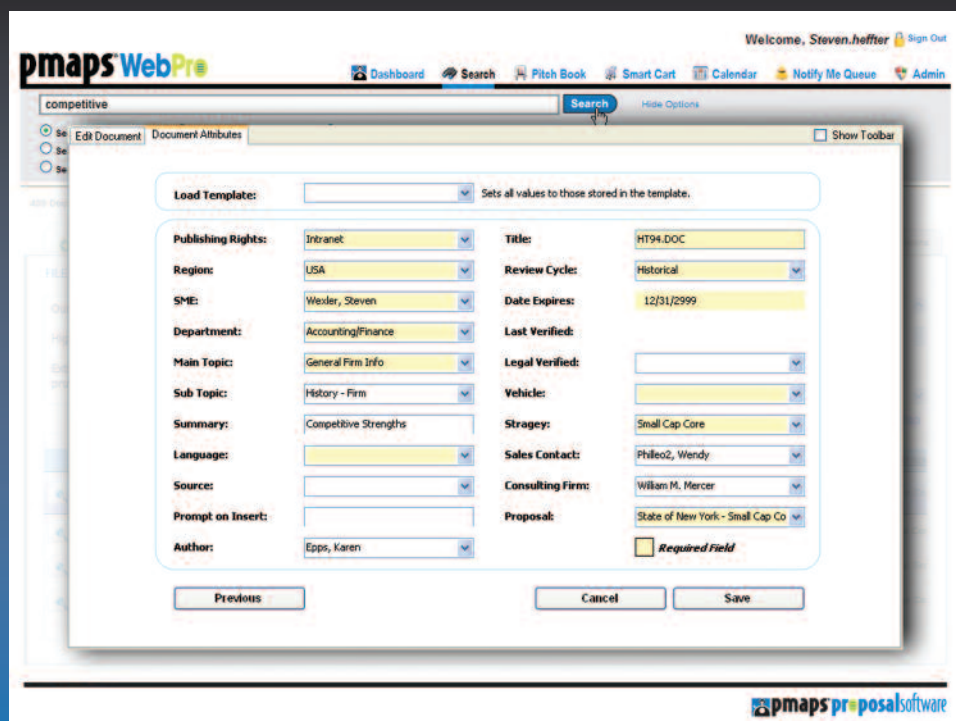 Welcome, Steven.heffter Sign Out
pmaps WebPro
Dashboard Search Pitch Book Smart Cart Calendar Notify Me Queue Admin
competitive Search Hide Options
Se
Se
Se
Edit Document Document Attributes Show Toolbar
Load Template: Sets all values to those stored in the template.
Publishing Rights: Intranet Title: HT94.DOC
Region: USA Review Cycle: Historical
SME: Wexler, Steven Date Expires: 12/31/2999
Department: Accounting/Finance Last Verified:
Main Topic: General Firm Info Legal Verified:
Sub Topic: History - Firm Vehicle:
Summary: Competitive Strengths Stragey: Small Cap Core
Language: Sales Contact: Philleo2, Wendy
Source: Consulting Firm: William M. Mercer
Prompt on Insert: Proposal: State of New York - Small Cap Co
Author: Epps, Karen Required Field
Previous Cancel Save
pmaps proposalsoftware